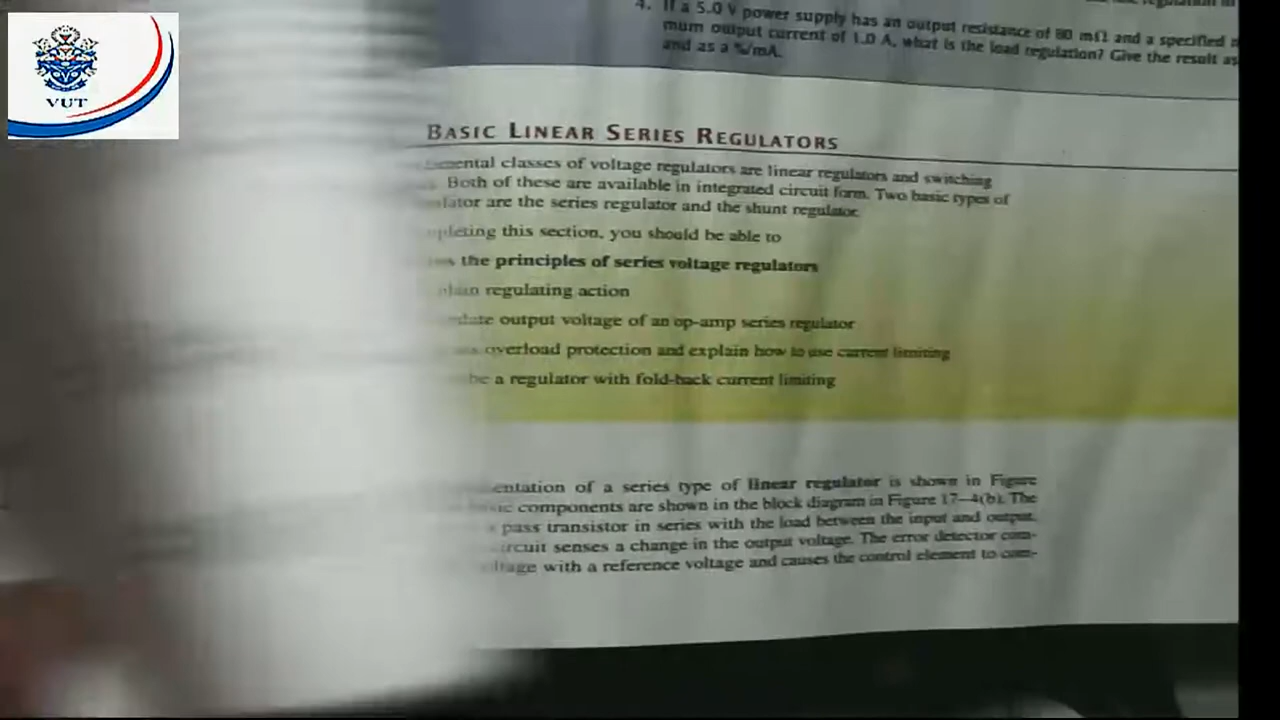 VUT
4. If a 5.0 V power supply has an output resistance of 80 mΩ and a specified
mum output current of 1.0 A, what is the load regulation? Give the result as
and as a %/mA.
BASIC LINEAR SERIES REGULATORS
classes of voltage regulators are linear regulators and switching
Both of these are available in integrated circuit form. Two basic types of
are the series regulator and the shunt regulator.
this section, you should be able to
the principles of series voltage regulators
regulating action
output voltage of an op-amp series regulator
overload protection and explain how to use current limiting
a regulator with fold-back current limiting
entation of a series type of linear regulator is shown in Figure
components are shown in the block diagram in Figure 17–4(b). The
pass transistor in series with the load between the input and output.
circuit senses a change in the output voltage. The error detector com-
with a reference voltage and causes the control element to com-